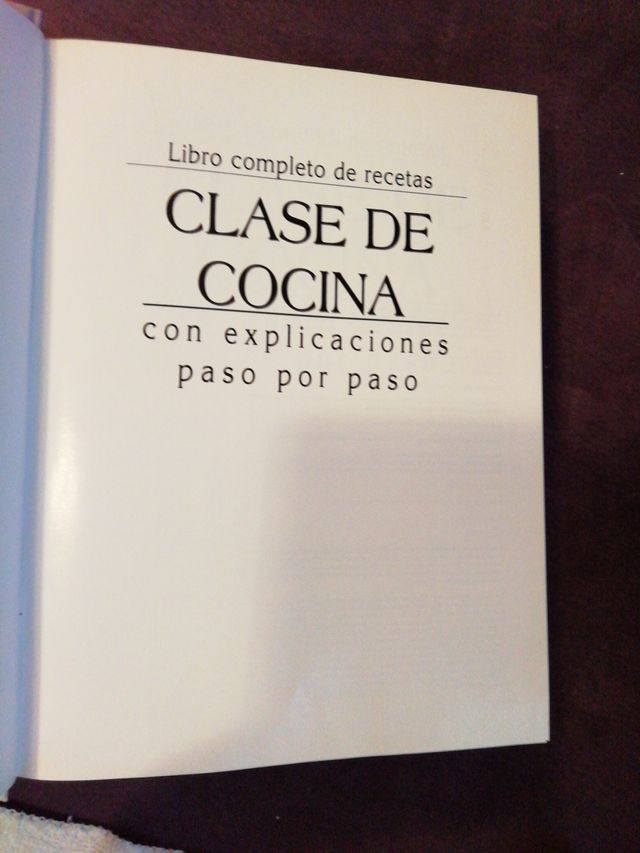 Libro completo de recetas
CLASE DE
COCINA
con explicaciones
paso por paso